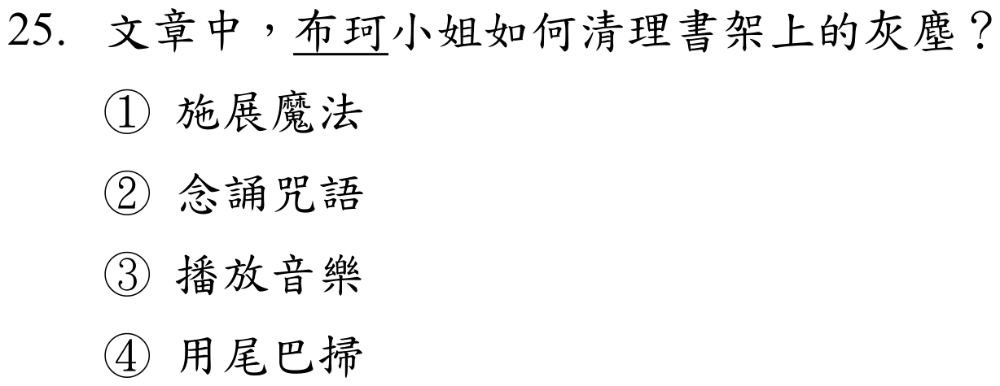 25. 文章中，布珂小姐如何清理書架上的灰塵？
① 施展魔法
② 念誦咒語
③ 播放音樂
④ 用尾巴掃